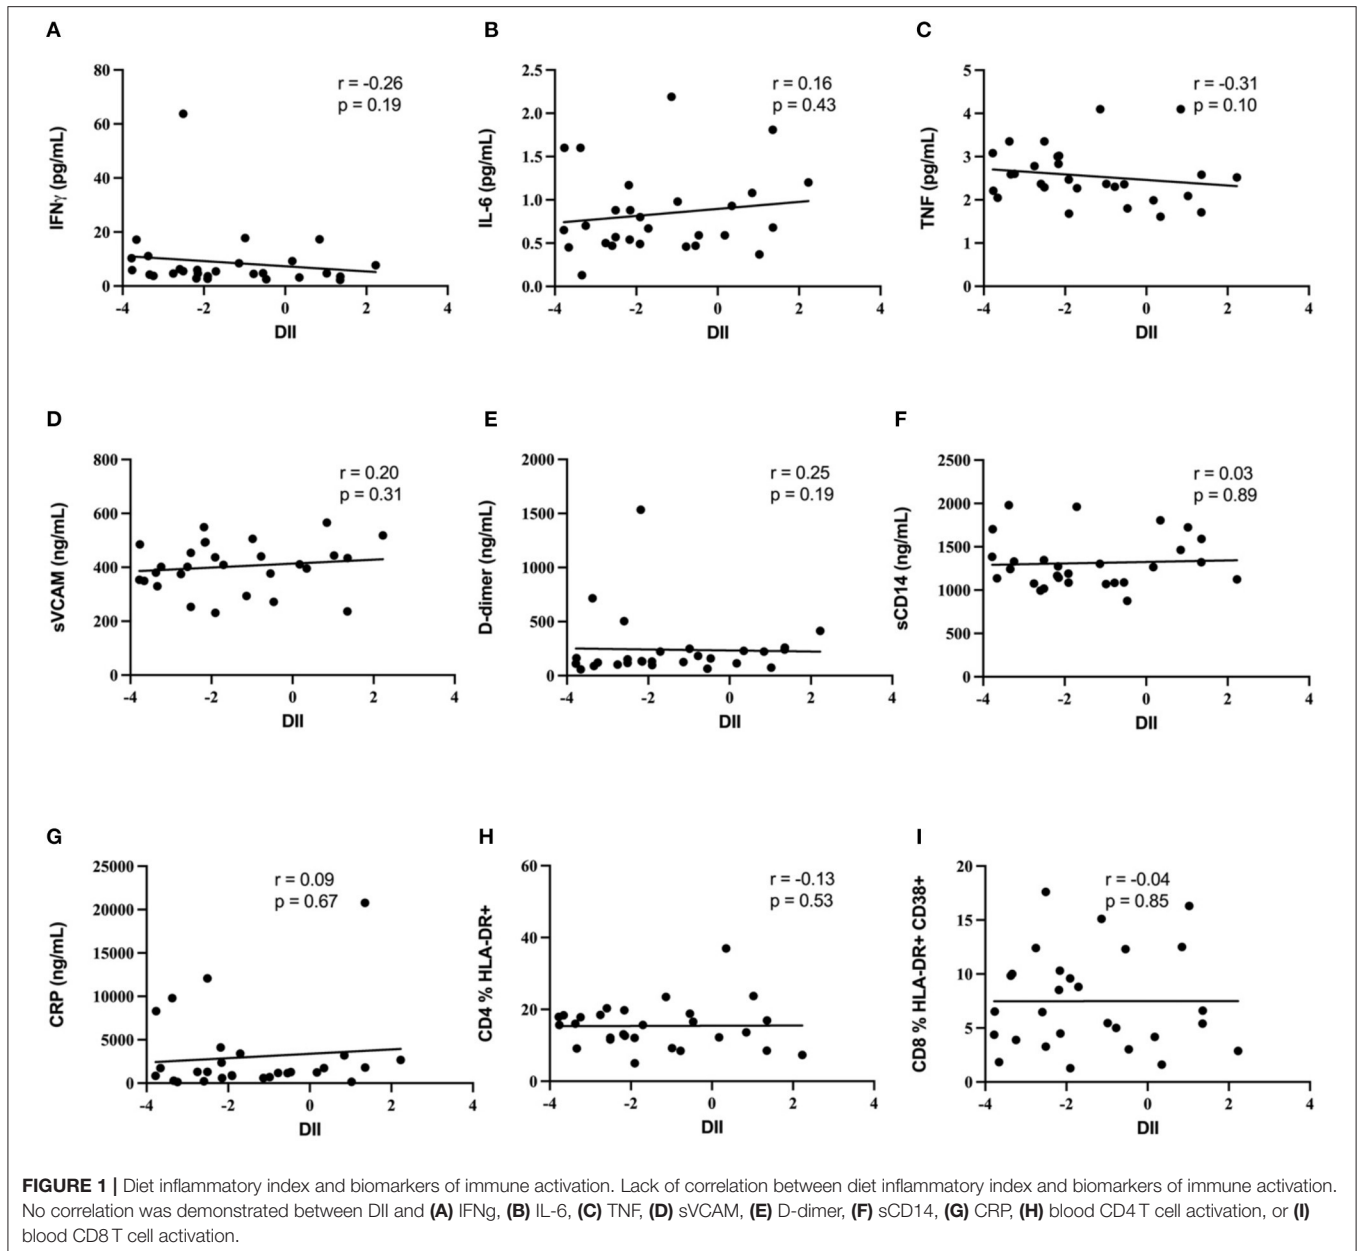 A
IFNγ (pg/mL)
80
60
40
20
0
-4 -2 0 2 4
DII
r = -0.26
p = 0.19
B
IL-6 (pg/mL)
2.5
2.0
1.5
1.0
0.5
0.0
-4 -2 0 2 4
DII
r = 0.16
p = 0.43
C
TNF (pg/mL)
5
4
3
2
1
0
-4 -2 0 2 4
DII
r = -0.31
p = 0.10
D
sVCAM (ng/mL)
800
600
400
200
0
-4 -2 0 2 4
DII
r = 0.20
p = 0.31
E
D-dimer (ng/mL)
2000
1500
1000
500
0
-4 -2 0 2 4
DII
r = 0.25
p = 0.19
F
sCD14 (ng/mL)
2500
2000
1500
1000
500
0
-4 -2 0 2 4
DII
r = 0.03
p = 0.89
G
CRP (ng/mL)
25000
20000
15000
10000
5000
0
-4 -2 0 2 4
DII
r = 0.09
p = 0.67
H
CD4 % HLA-DR+
60
40
20
0
-4 -2 0 2 4
DII
r = -0.13
p = 0.53
I
CD8 % HLA-DR+ CD38+
20
15
10
5
0
-4 -2 0 2 4
DII
r = -0.04
p = 0.85
FIGURE 1 | Diet inflammatory index and biomarkers of immune activation. Lack of correlation between diet inflammatory index and biomarkers of immune activation.
No correlation was demonstrated between DII and (A) IFNg, (B) IL-6, (C) TNF, (D) sVCAM, (E) D-dimer, (F) sCD14, (G) CRP, (H) blood CD4 T cell activation, or (I)
blood CD8 T cell activation.